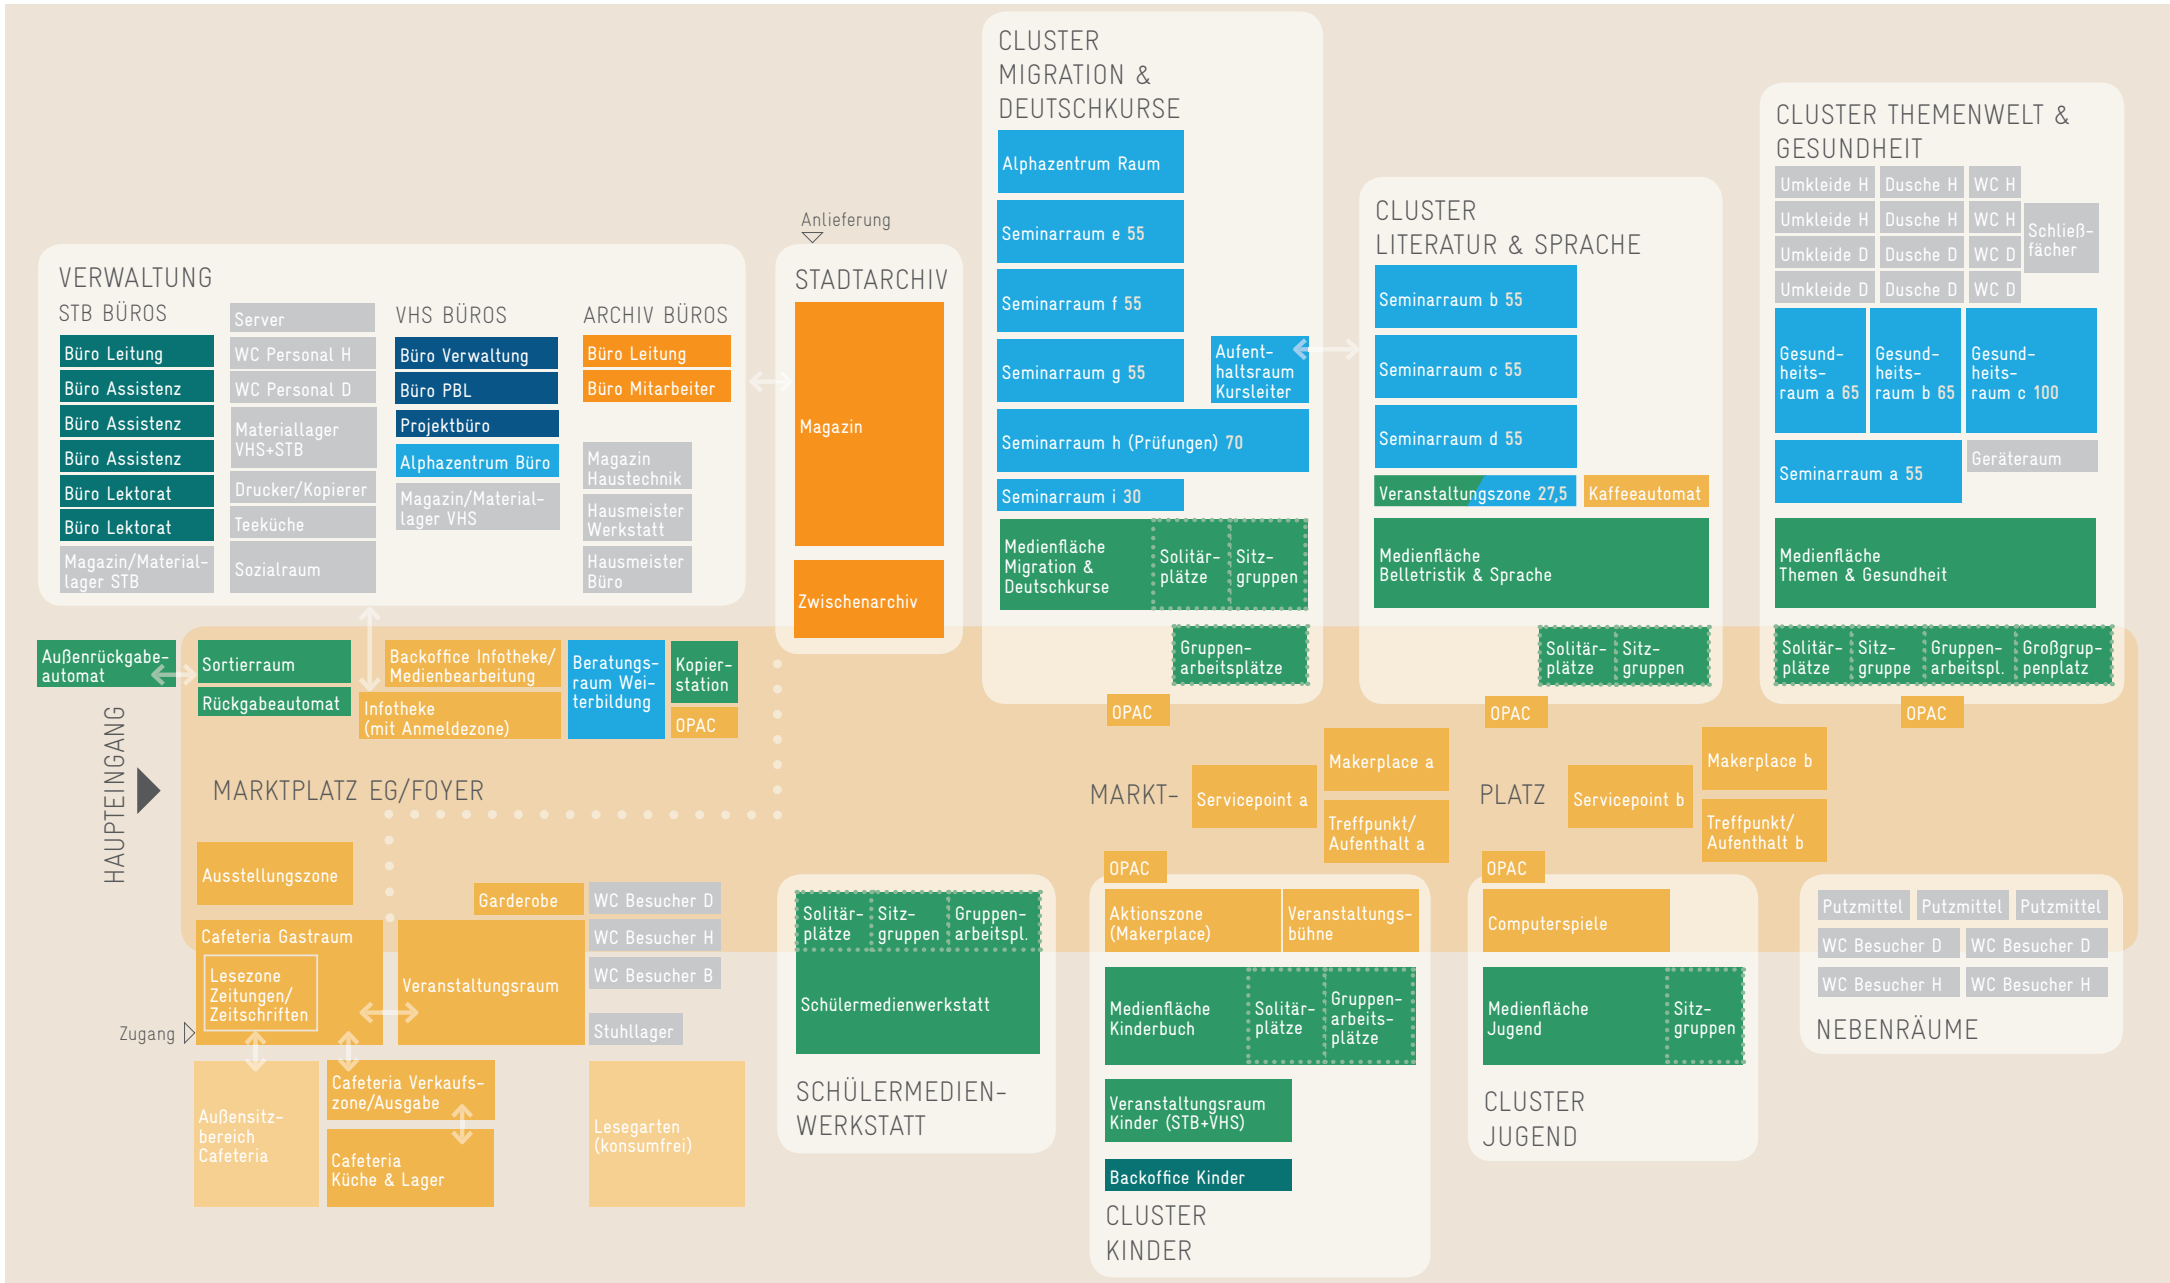 CLUSTER
MIGRATION &
DEUTSCHKURSE
Alphazentrum Raum
Seminarraum e 55
Seminarraum f 55
Seminarraum g 55
Aufent-
haltsraum
Kursleiter
Seminarraum h (Prüfungen) 70
Seminarraum i 30
Medienfläche
Migration &
Deutschkurse
Solitär-
plätze
Sitz-
gruppen
Gruppen-
arbeitsplätze
OPAC
CLUSTER
LITERATUR & SPRACHE
Seminarraum b 55
Seminarraum c 55
Seminarraum d 55
Veranstaltungszone 27,5
Kaffeeautomat
Medienfläche
Belletristik & Sprache
Solitär-
plätze
Sitz-
gruppen
OPAC
CLUSTER THEMENWELT &
GESUNDHEIT
Umkleide H
Dusche H
WC H
Umkleide H
Dusche H
WC H
Umkleide D
Dusche D
WC D
Umkleide D
Dusche D
WC D
Schließ-
fächer
Gesund-
heits-
raum a 65
Gesund-
heits-
raum b 65
Gesund-
heits-
raum c 100
Seminarraum a 55
Geräteraum
Medienfläche
Themen & Gesundheit
Solitär-
plätze
Sitz-
gruppe
Gruppen-
arbeitspl.
Großgrup-
penplatz
OPAC
VERWALTUNG
STB BÜROS
Büro Leitung
Büro Assistenz
Büro Assistenz
Büro Assistenz
Büro Lektorat
Büro Lektorat
Magazin/Material-
lager STB
Server
WC Personal H
WC Personal D
Materiallager
VHS+STB
Drucker/Kopierer
Teeküche
Sozialraum
VHS BÜROS
Büro Verwaltung
Büro PBL
Projektbüro
Alphazentrum Büro
Magazin/Material-
lager VHS
ARCHIV BÜROS
Büro Leitung
Büro Mitarbeiter
Magazin
Haustechnik
Hausmeister
Werkstatt
Hausmeister
Büro
Anlieferung
STADTARCHIV
Magazin
Zwischenarchiv
Außenrückgabe-
automat
Sortierraum
Rückgabeautomat
Backoffice Infotheke/
Medienbearbeitung
Infotheke
(mit Anmeldezone)
Beratungs-
raum Wei-
terbildung
Kopier-
station
OPAC
HAUPTEINGANG
MARKTPLATZ EG/FOYER
MARKT-
Servicepoint a
Makerplace a
Treffpunkt/
Aufenthalt a
PLATZ
Servicepoint b
Makerplace b
Treffpunkt/
Aufenthalt b
Ausstellungszone
Cafeteria Gastraum
Lesezone
Zeitungen/
Zeitschriften
Garderobe
Veranstaltungsraum
WC Besucher D
WC Besucher H
WC Besucher B
Stuhllager
Zugang
Außensitz-
bereich
Cafeteria
Cafeteria Verkaufs-
zone/Ausgabe
Cafeteria
Küche & Lager
Lesegarten
(konsumfrei)
Solitär-
plätze
Sitz-
gruppen
Gruppen-
arbeitspl.
Schülermedienwerkstatt
SCHÜLERMEDIEN-
WERKSTATT
OPAC
Aktionszone
(Makerplace)
Veranstaltungs-
bühne
Medienfläche
Kinderbuch
Solitär-
plätze
Gruppen-
arbeits-
plätze
Veranstaltungsraum
Kinder (STB+VHS)
Backoffice Kinder
CLUSTER
KINDER
OPAC
Computerspiele
Medienfläche
Jugend
Sitz-
gruppen
CLUSTER
JUGEND
Putzmittel
Putzmittel
Putzmittel
WC Besucher D
WC Besucher D
WC Besucher H
WC Besucher H
NEBENRÄUME